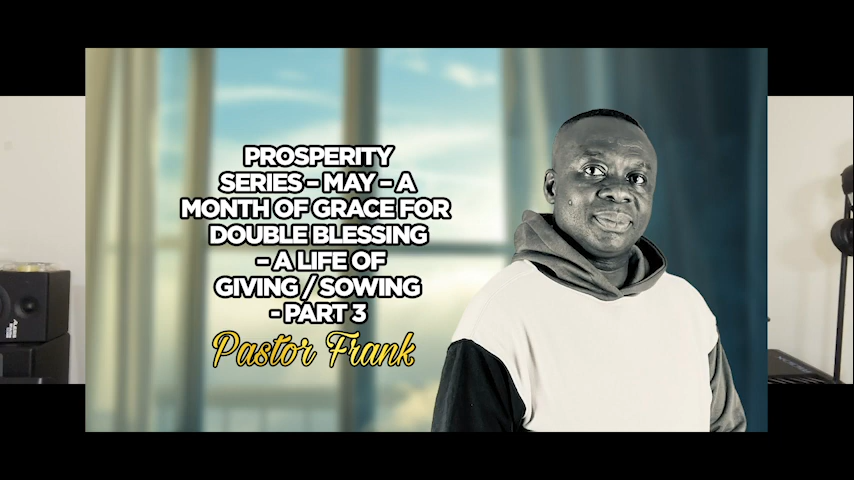 PROSPERITY
SERIES – MAY – A
MONTH OF GRACE FOR
DOUBLE BLESSING
– A LIFE OF
GIVING / SOWING
- PART 3
Pastor Frank